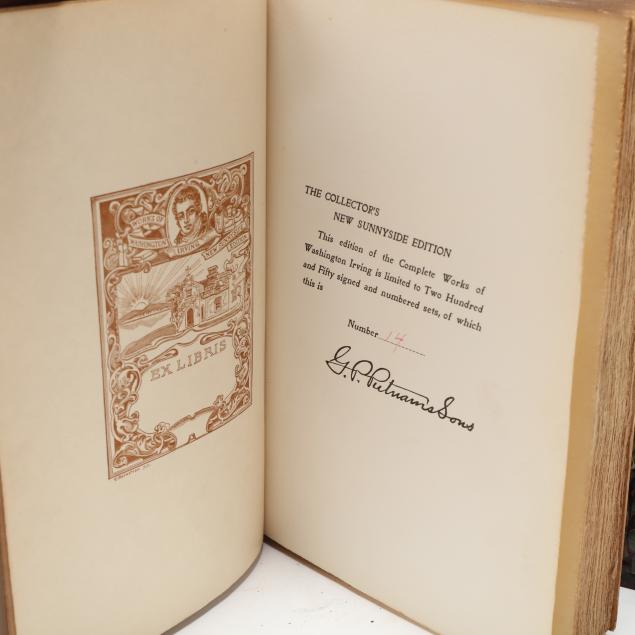 WORKS OF
WASHINGTON
IRVING
NEW SUNNYSIDE
EDITION
EX LIBRIS
THE COLLECTOR'S
NEW SUNNYSIDE EDITION
This edition of the Complete Works of
Washington Irving is limited to Two Hundred
and Fifty signed and numbered sets, of which
this is
Number 14
G. P. Putnam's Sons